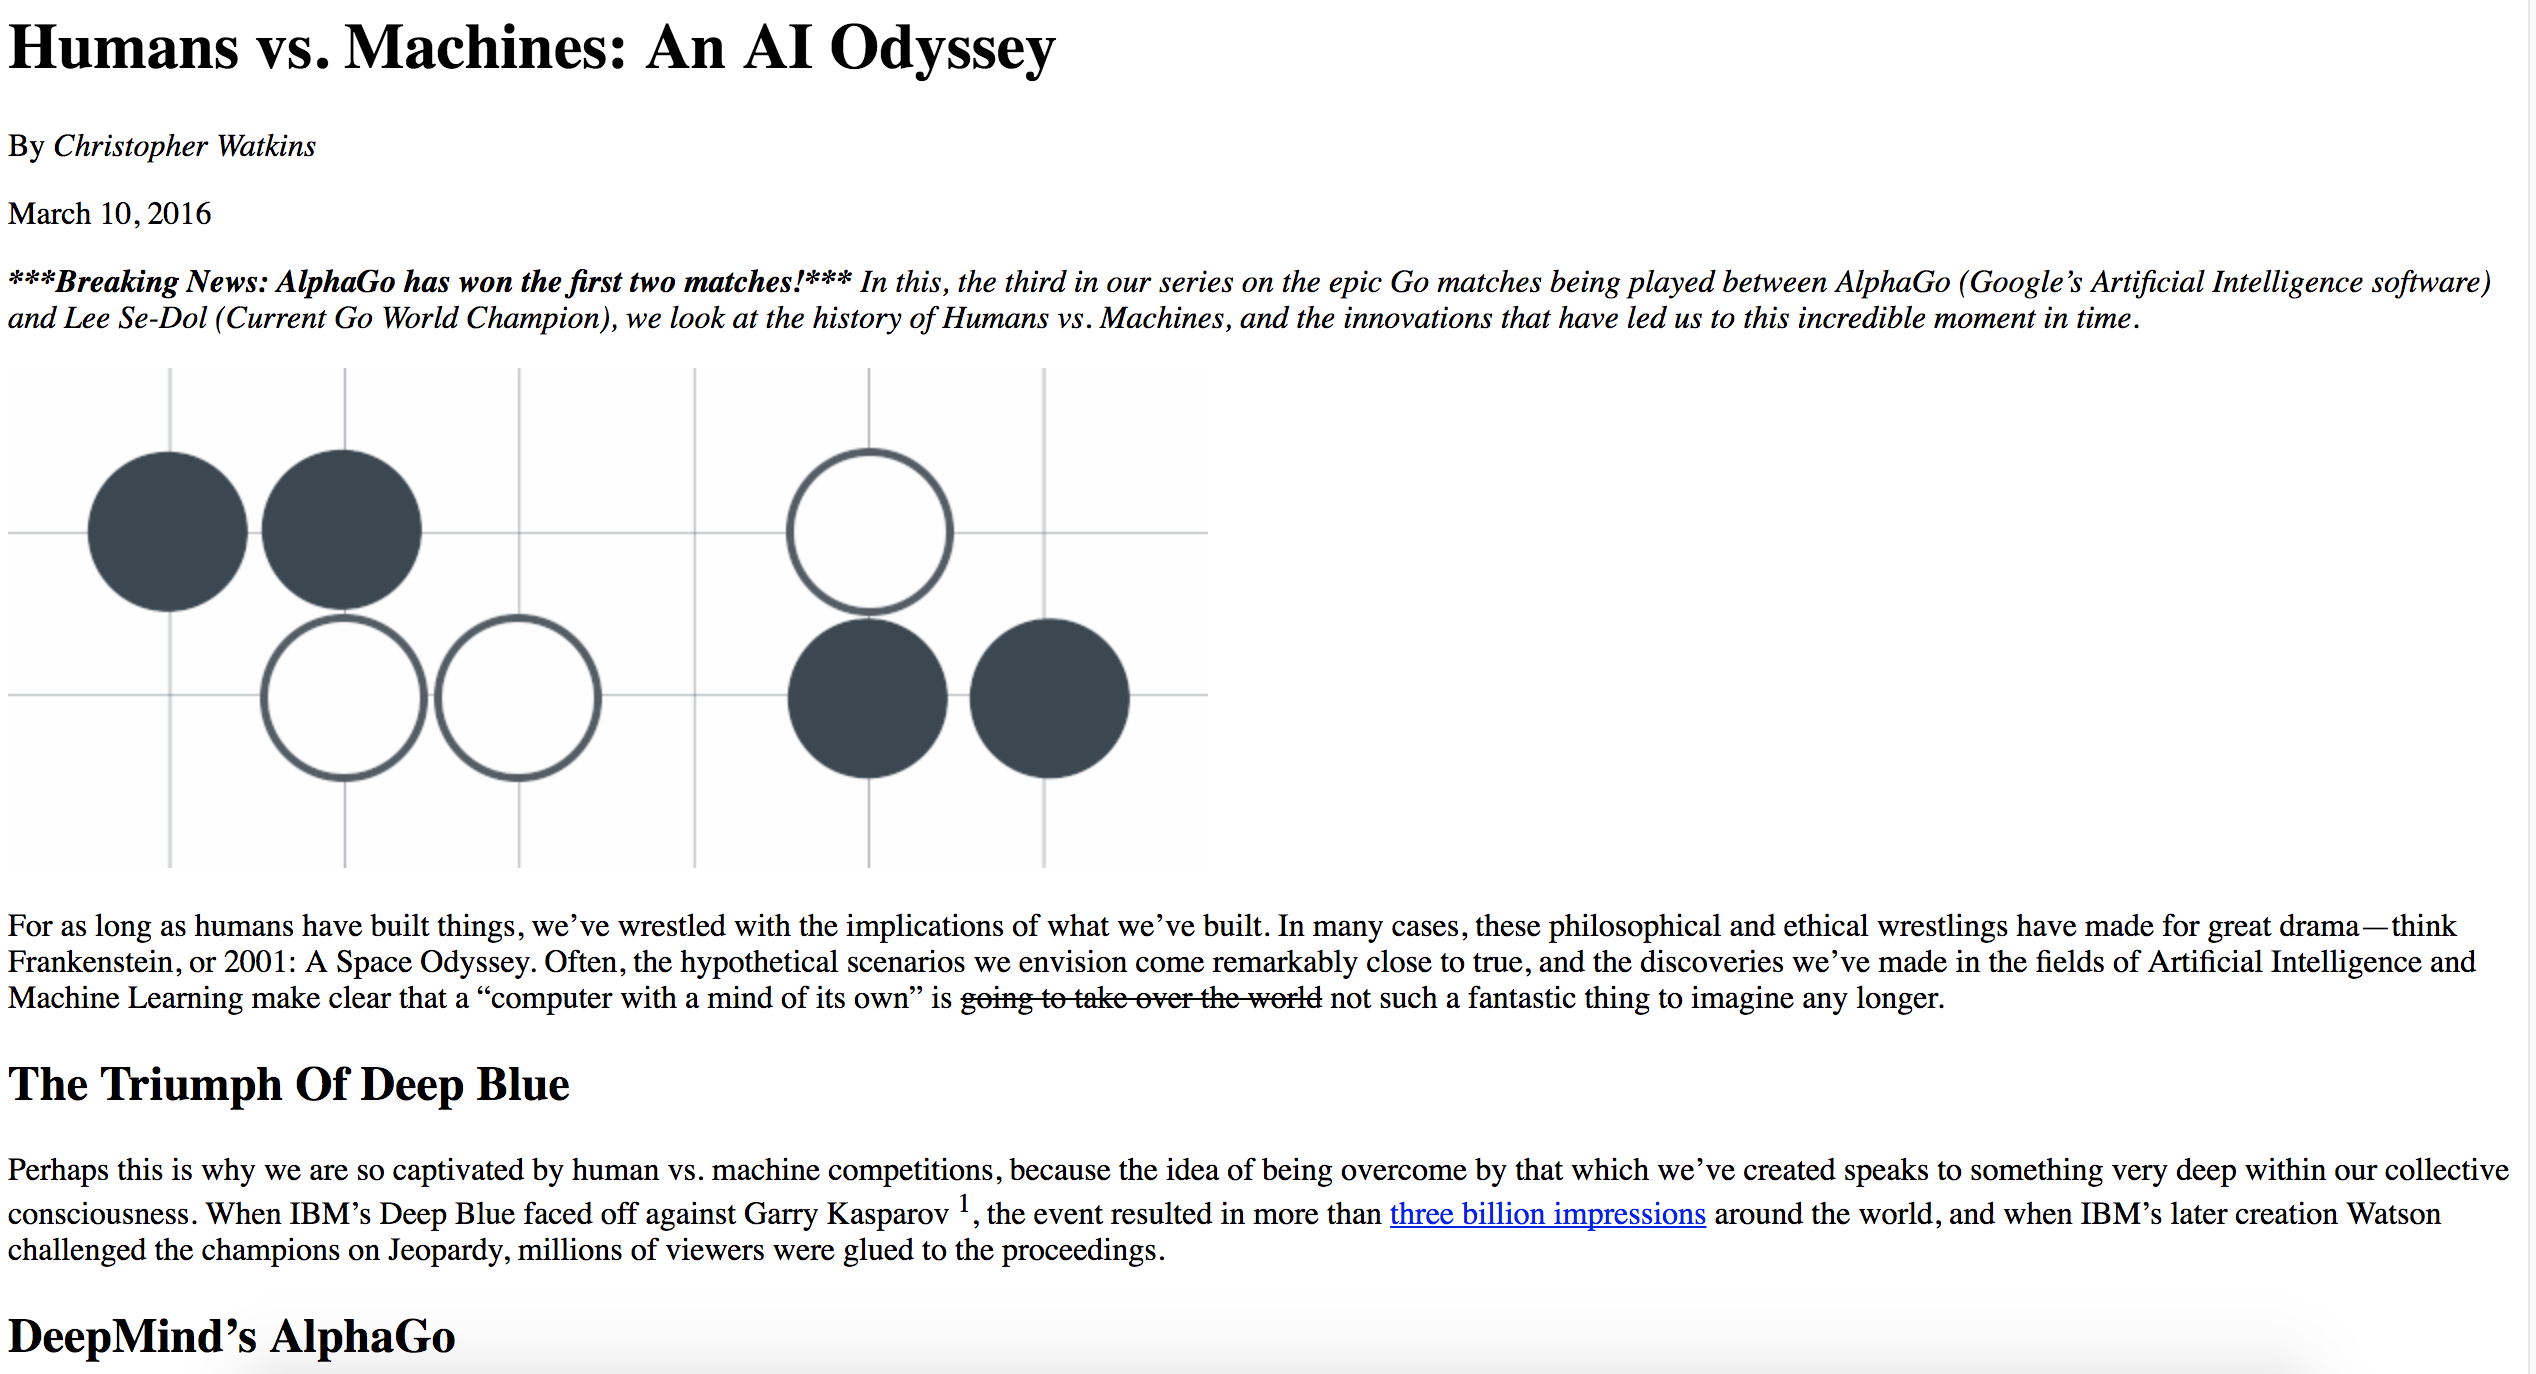 Humans vs. Machines: An AI Odyssey
By Christopher Watkins
March 10, 2016
***Breaking News: AlphaGo has won the first two matches!*** In this, the third in our series on the epic Go matches being played between AlphaGo (Google’s Artificial Intelligence software)
and Lee Se-Dol (Current Go World Champion), we look at the history of Humans vs. Machines, and the innovations that have led us to this incredible moment in time.
For as long as humans have built things, we’ve wrestled with the implications of what we’ve built. In many cases, these philosophical and ethical wrestlings have made for great drama—think
Frankenstein, or 2001: A Space Odyssey. Often, the hypothetical scenarios we envision come remarkably close to true, and the discoveries we’ve made in the fields of Artificial Intelligence and
Machine Learning make clear that a “computer with a mind of its own” is going to take over the world not such a fantastic thing to imagine any longer.
The Triumph Of Deep Blue
Perhaps this is why we are so captivated by human vs. machine competitions, because the idea of being overcome by that which we’ve created speaks to something very deep within our collective
consciousness. When IBM’s Deep Blue faced off against Garry Kasparov 1, the event resulted in more than three billion impressions around the world, and when IBM’s later creation Watson
challenged the champions on Jeopardy, millions of viewers were glued to the proceedings.
DeepMind’s AlphaGo